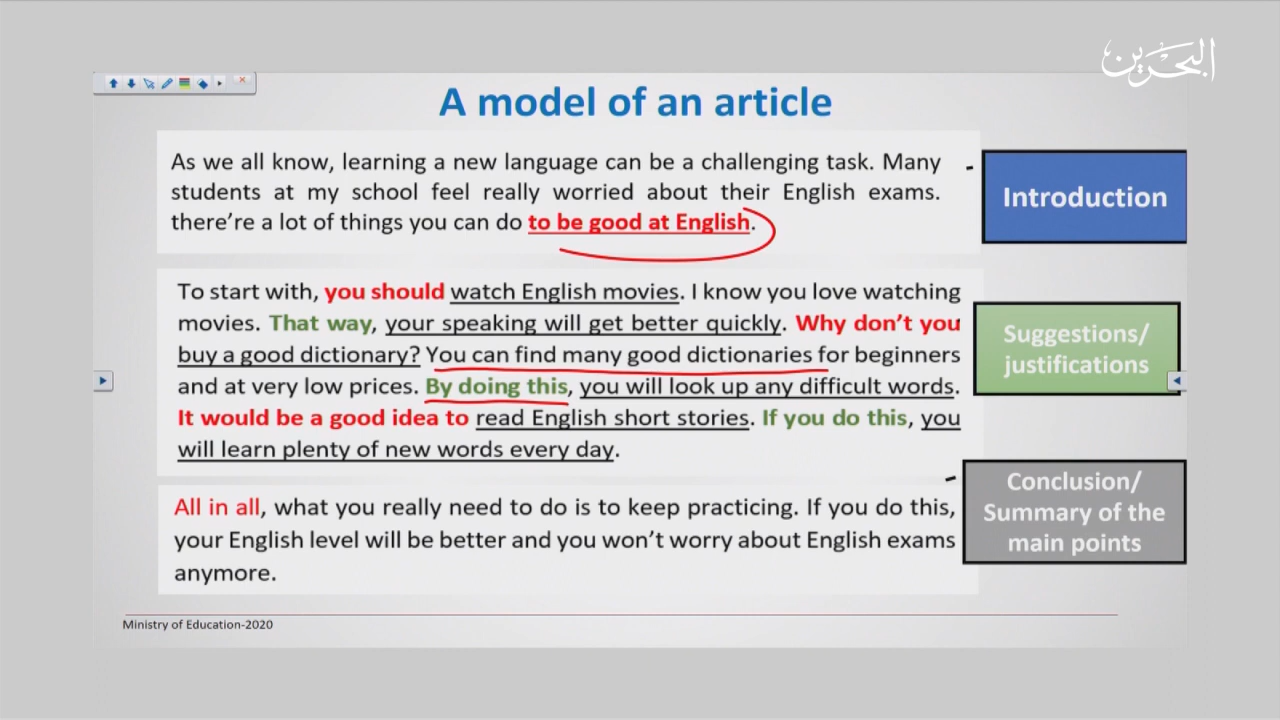 البحرين
A model of an article
As we all know, learning a new language can be a challenging task. Many
students at my school feel really worried about their English exams.
there're a lot of things you can do to be good at English.
Introduction
To start with, you should watch English movies. I know you love watching
movies. That way, your speaking will get better quickly. Why don't you
buy a good dictionary? You can find many good dictionaries for beginners
and at very low prices. By doing this, you will look up any difficult words.
It would be a good idea to read English short stories. If you do this, you
will learn plenty of new words every day.
Suggestions/
justifications
All in all, what you really need to do is to keep practicing. If you do this,
your English level will be better and you won't worry about English exams
anymore.
Conclusion/
Summary of the
main points
Ministry of Education-2020